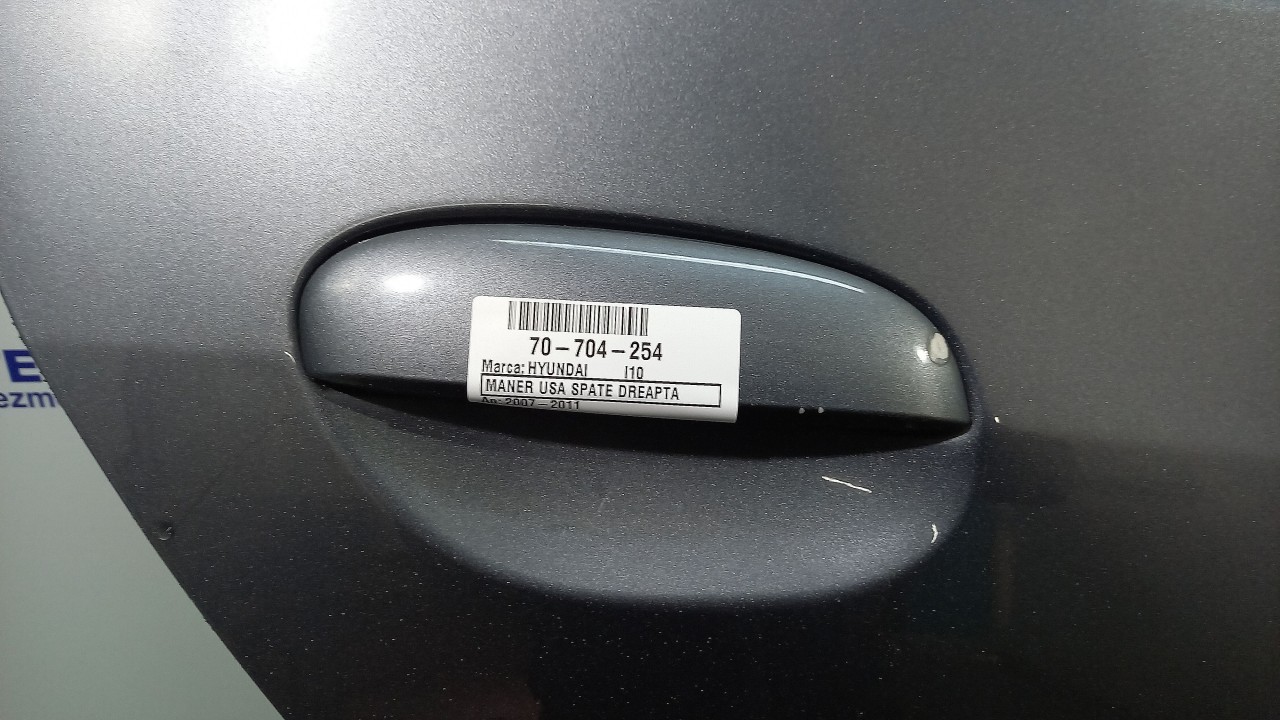 70-704-254
Marca: HYUNDAI I10
MANER USA SPATE DREAPTA
An: 2007-2011